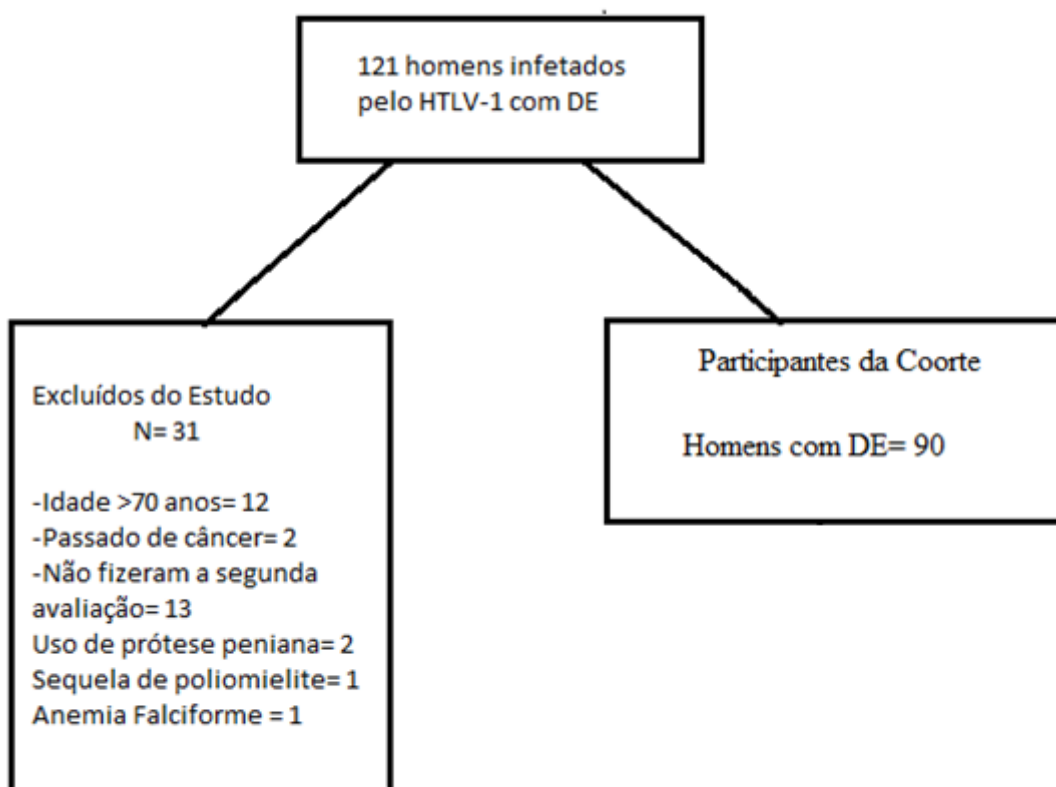 121 homens infetados
pelo HTLV-1 com DE
Excluídos do Estudo
N= 31
-Idade >70 anos= 12
-Passado de câncer= 2
-Não fizeram a segunda
avaliação= 13
Uso de prótese peniana= 2
Sequela de poliomielite= 1
Anemia Falciforme = 1
Participantes da Coorte
Homens com DE= 90